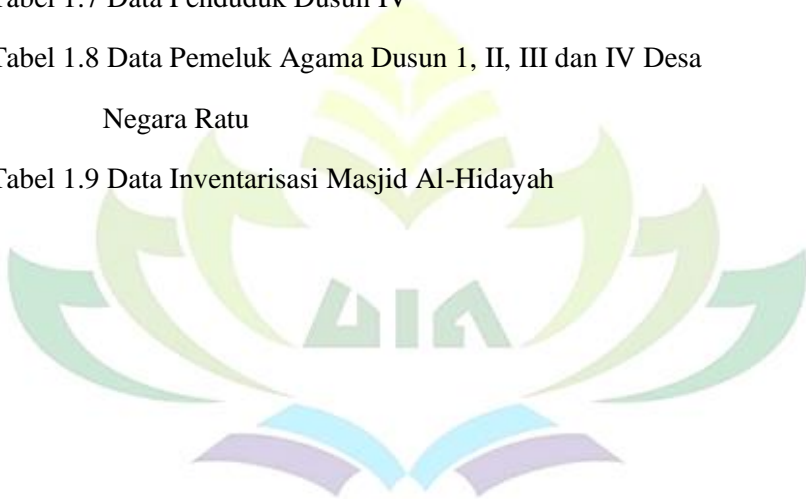 Tabel 1.7 Data Penduduk Dusun IV
Tabel 1.8 Data Pemeluk Agama Dusun 1, II, III dan IV Desa
Negara Ratu
Tabel 1.9 Data Inventarisasi Masjid Al-Hidayah
UIN